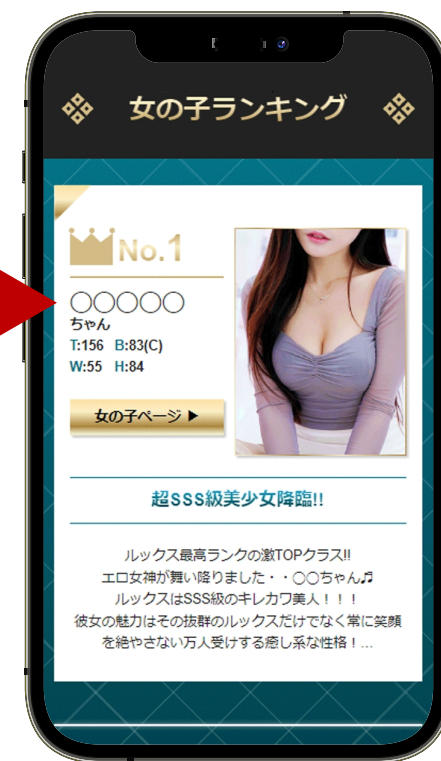 女の子ランキング
No.1
○○○○○
ちゃん
T:156 B:83(C)
W:55 H:84
女の子ページ ▶
超SSS級美少女降臨!!
ルックス最高ランクの激TOPクラス!!
エロ女神が舞い降りました・・○○ちゃん♬
ルックスはSSS級のキレカワ美人！！！
彼女の魅力はその抜群のルックスだけでなく常に笑顔
を絶やさない万人受けする癒し系な性格！...